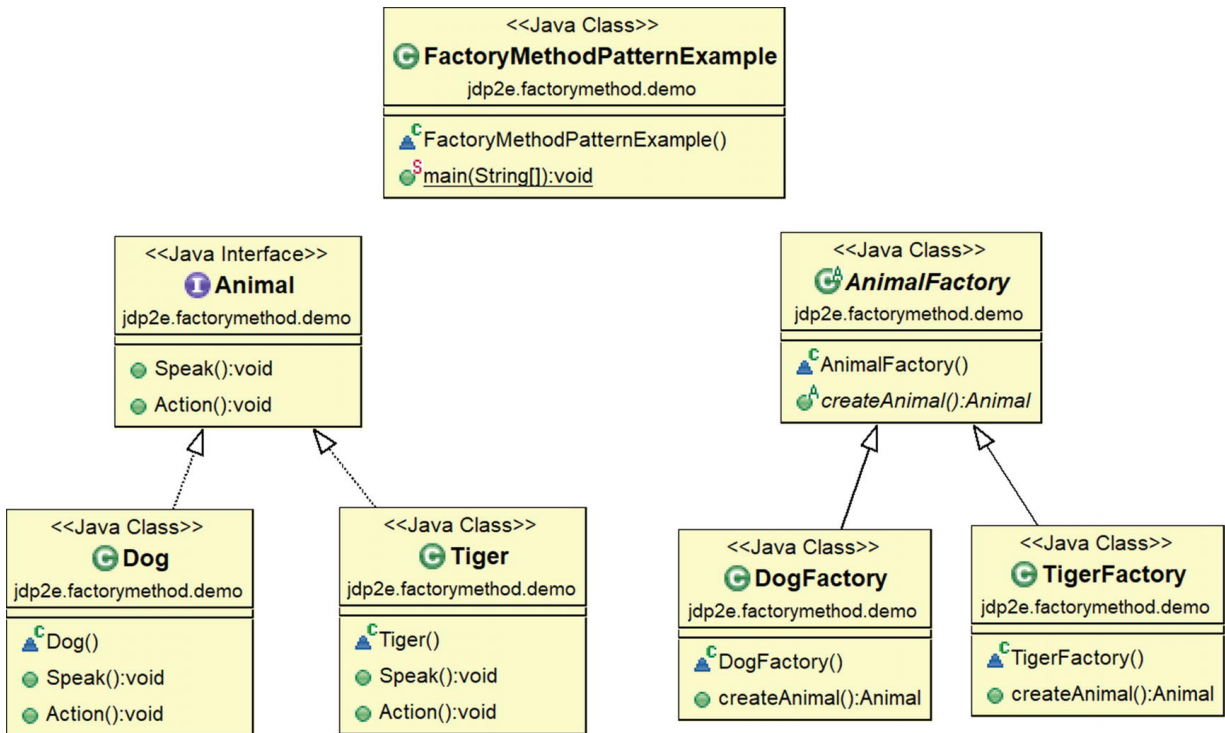 <<Java Class>>
FactoryMethodPatternExample
jdp2e.factorymethod.demo
FactoryMethodPatternExample()
main(String[]):void
<<Java Interface>>
Animal
jdp2e.factorymethod.demo
Speak():void
Action():void
<<Java Class>>
AnimalFactory
jdp2e.factorymethod.demo
AnimalFactory()
createAnimal():Animal
<<Java Class>>
Dog
jdp2e.factorymethod.demo
Dog()
Speak():void
Action():void
<<Java Class>>
Tiger
jdp2e.factorymethod.demo
Tiger()
Speak():void
Action():void
<<Java Class>>
DogFactory
jdp2e.factorymethod.demo
DogFactory()
createAnimal():Animal
<<Java Class>>
TigerFactory
jdp2e.factorymethod.demo
TigerFactory()
createAnimal():Animal